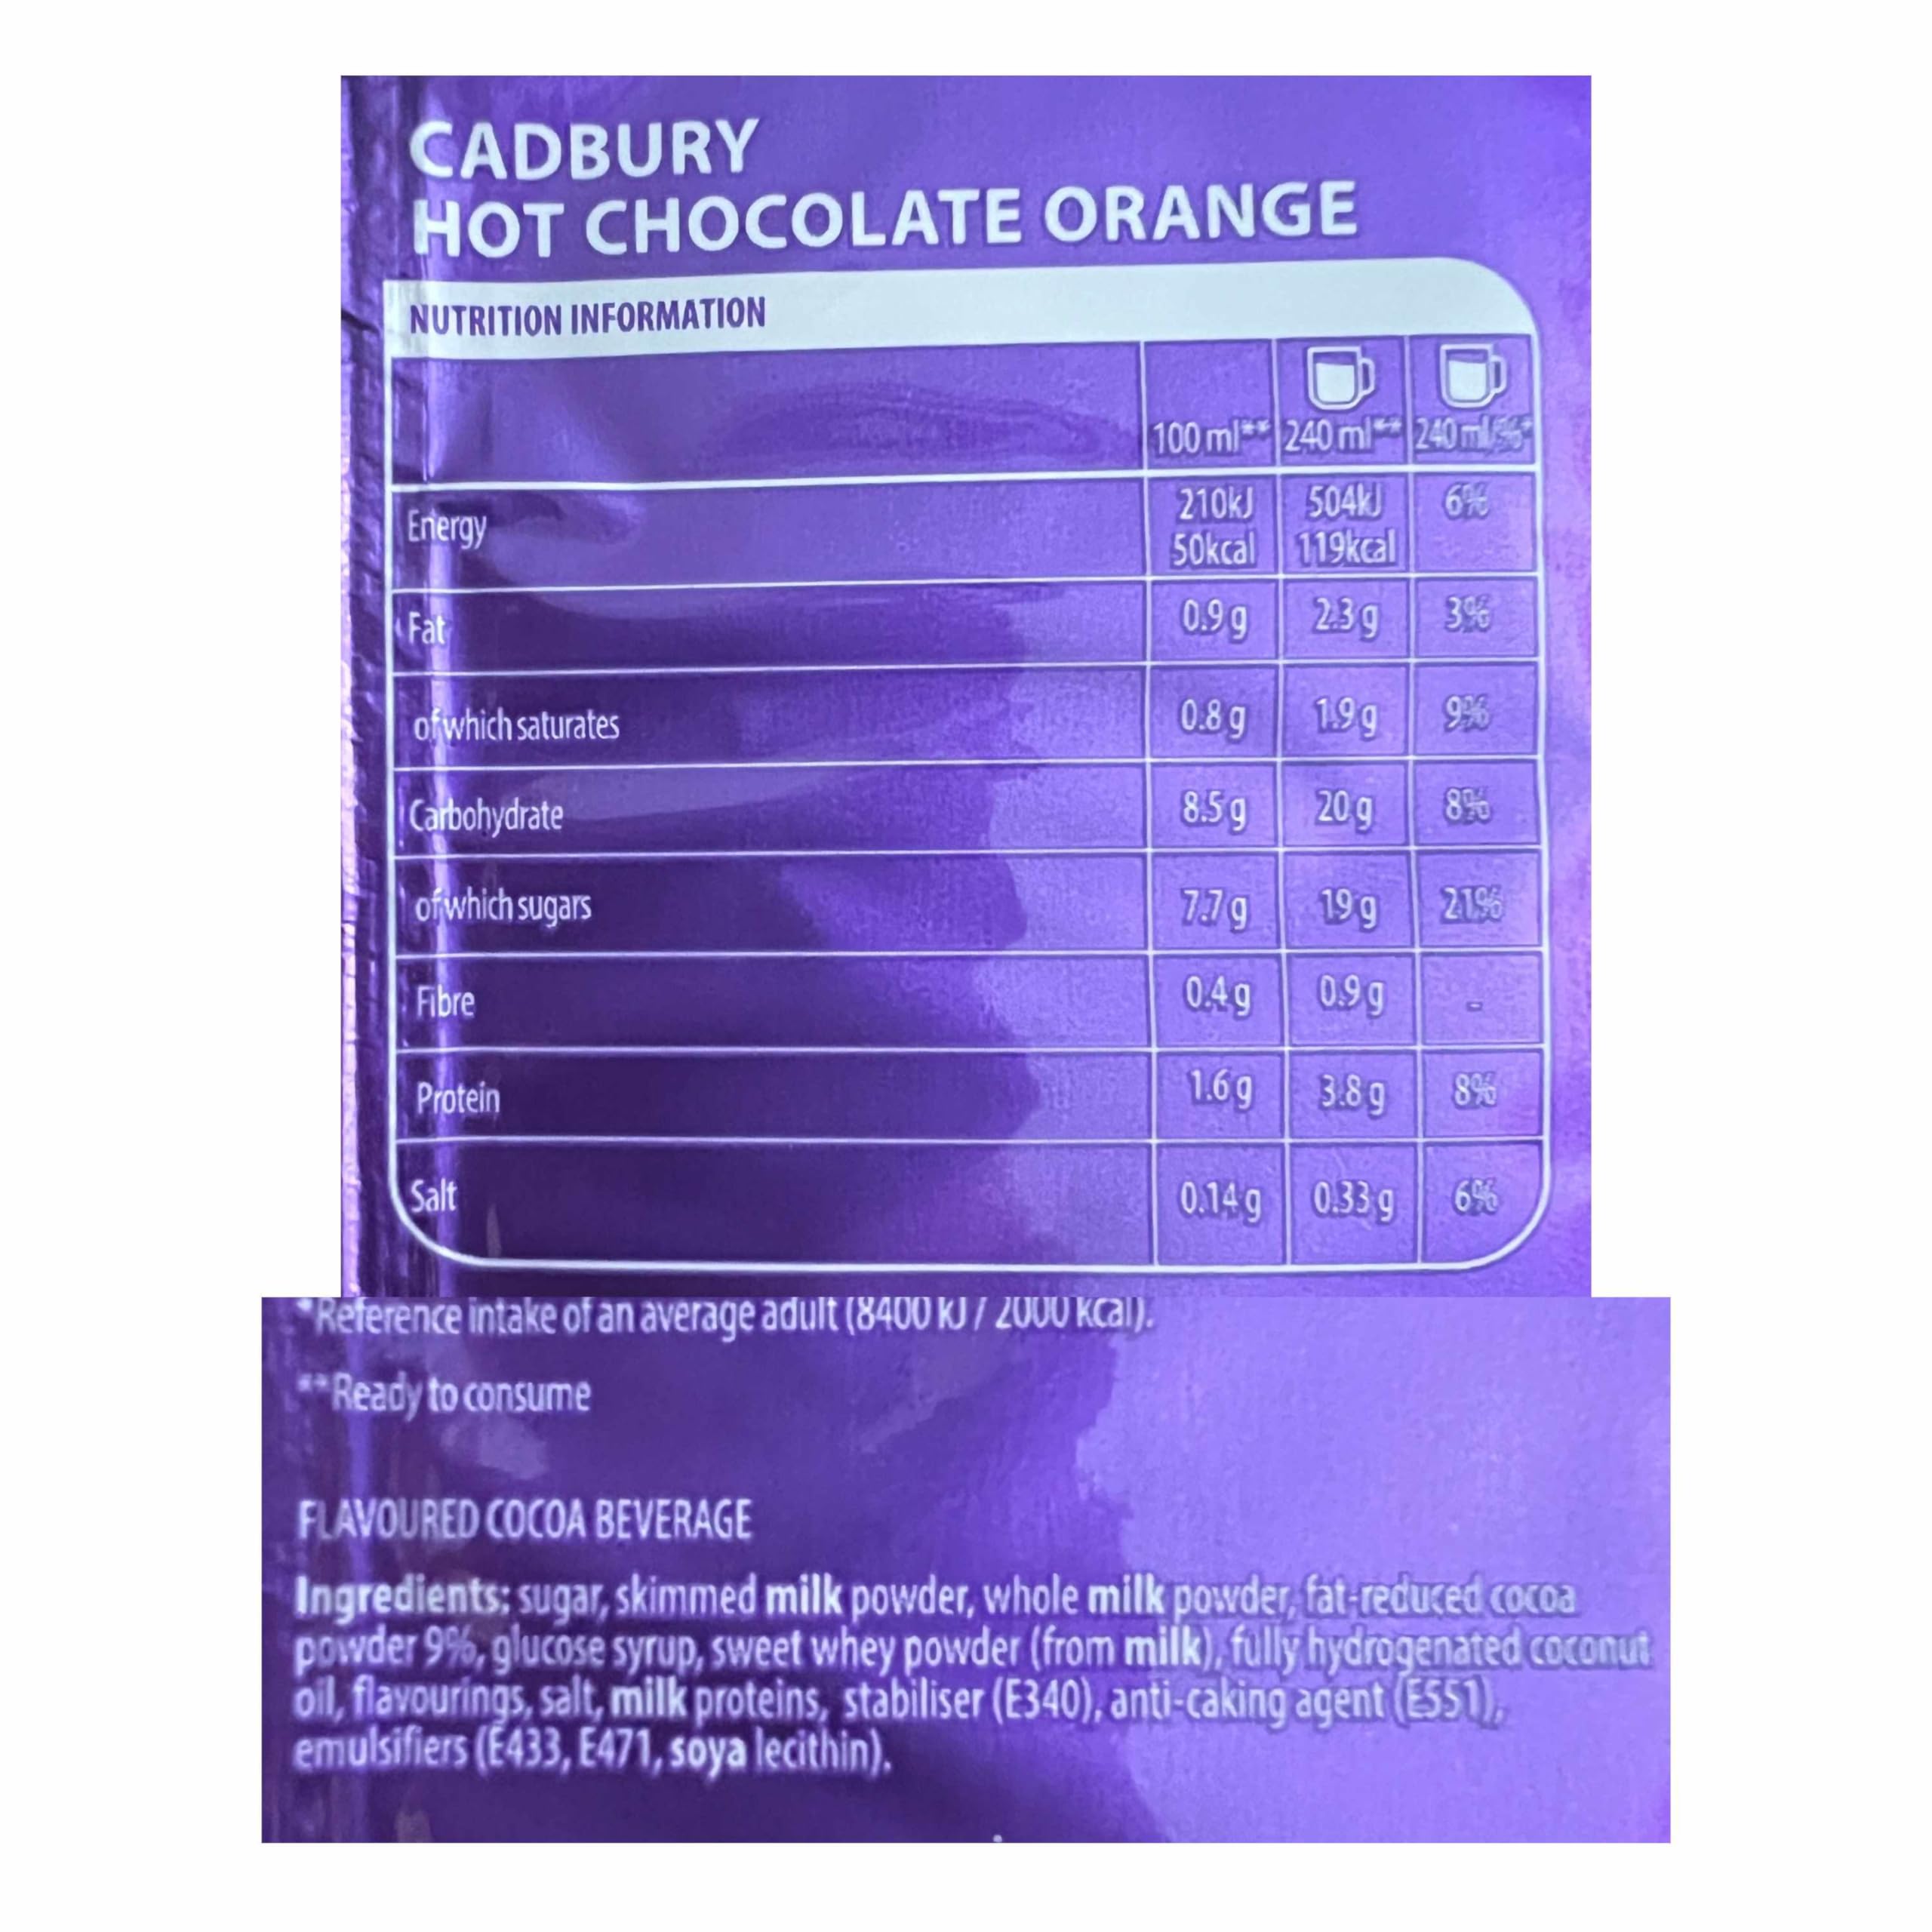 CADBURY
HOT CHOCOLATE ORANGE
NUTRITION INFORMATION
100 ml** 240 ml** 240 ml/%*
Energy 210kJ 504kJ 6%
50kcal 119kcal
Fat 0.9 g 2.3 g 3%
of which saturates 0.8 g 1.9 g 9%
Carbohydrate 8.5 g 20 g 8%
of which sugars 7.7 g 19 g 21%
Fibre 0.4 g 0.9 g -
Protein 1.6 g 3.8 g 8%
Salt 0.14 g 0.33 g 6%
*Reference intake of an average adult (8400 kJ / 2000 kcal).
**Ready to consume
FLAVOURED COCOA BEVERAGE
Ingredients: sugar, skimmed milk powder, whole milk powder, fat-reduced cocoa
powder 9%, glucose syrup, sweet whey powder (from milk), fully hydrogenated coconut
oil, flavourings, salt, milk proteins, stabiliser (E340), anti-caking agent (E551),
emulsifiers (E433, E471, soya lecithin).